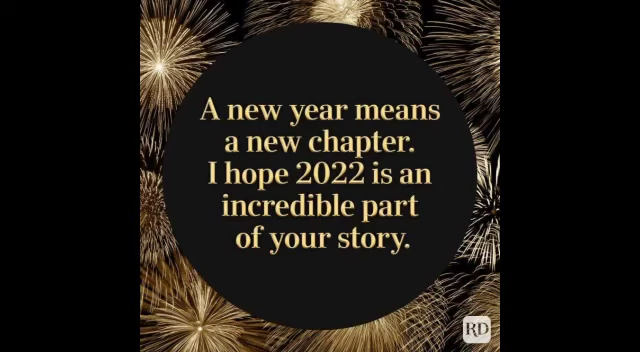 A new year means
a new chapter.
I hope 2022 is an
incredible part
of your story.
RD